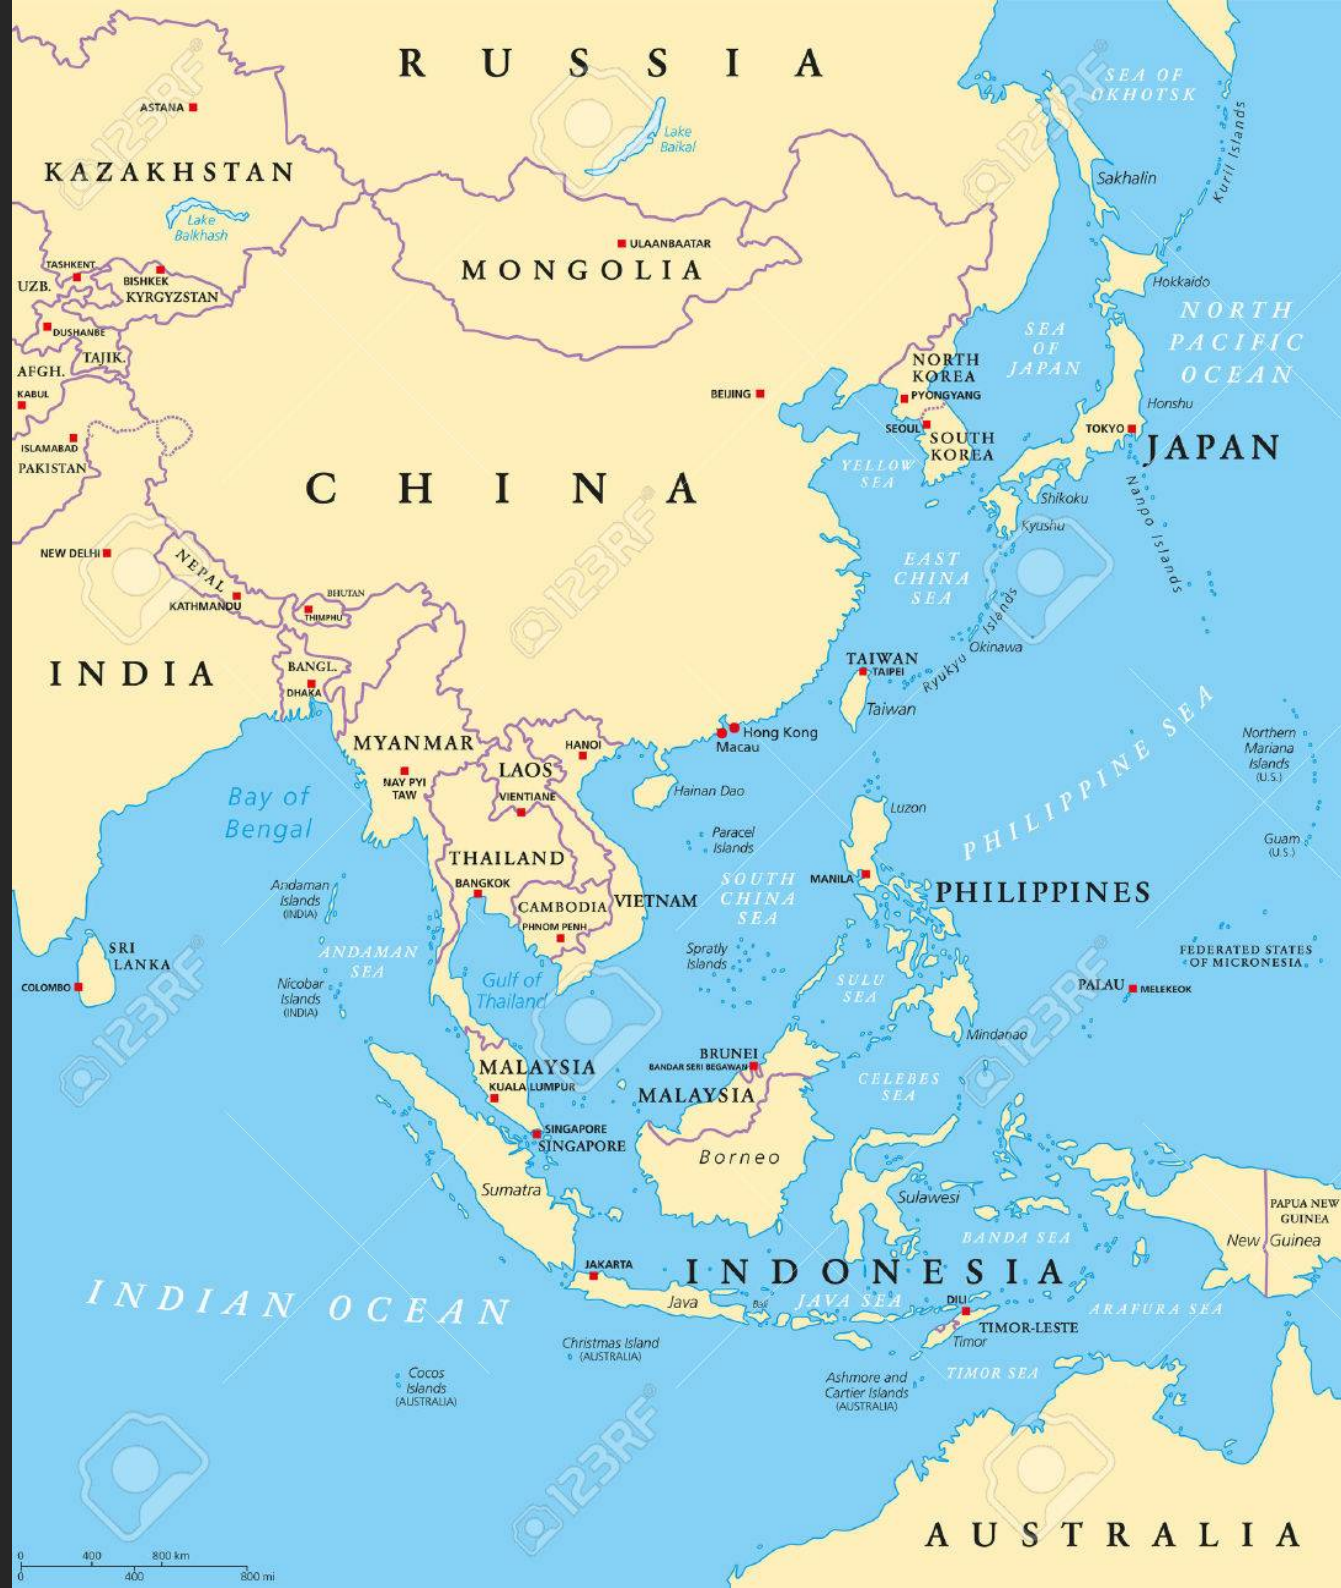 RUSSIA
SEA OF
OKHOTSK
ASTANA
Lake
Baikal
Kuril Islands
KAZAKHSTAN
Sakhalin
Lake
Balkhash
ULAANBAATAR
MONGOLIA
TASHKENT
BISHKEK
UZB.
KYRGYZSTAN
Hokkaido
NORTH
PACIFIC
OCEAN
SEA
OF
JAPAN
DUSHANBE
TAJIK.
AFGH.
NORTH
KOREA
KABUL
BEIJING
PYONGYANG
Honshu
SEOUL
TOKYO
SOUTH
KOREA
JAPAN
ISLAMABAD
PAKISTAN
YELLOW
SEA
CHINA
Shikoku
Nanpo Islands
Kyushu
NEW DELHI
NEPAL
EAST
CHINA
SEA
KATHMANDU
BHUTAN
THIMPHU
Ryukyu Islands
Okinawa
INDIA
BANGL.
DHAKA
TAIWAN
TAIPEI
Taiwan
PHILIPPINE SEA
Hong Kong
Macau
Northern
Mariana
Islands
(U.S.)
MYANMAR
HANOI
LAOS
NAY PYI
TAW
VIENTIANE
Hainan Dao
Bay of
Bengal
Luzon
Paracel
Islands
Guam
(U.S.)
THAILAND
BANGKOK
SOUTH
CHINA
SEA
MANILA
PHILIPPINES
Andaman
Islands
(INDIA)
CAMBODIA
VIETNAM
PHNOM PENH
SRI
LANKA
COLOMBO
ANDAMAN
SEA
Spratly
Islands
FEDERATED STATES
OF MICRONESIA
Nicobar
Islands
(INDIA)
Gulf of
Thailand
SULU
SEA
PALAU
MELEKEOK
Mindanao
MALAYSIA
KUALA LUMPUR
BRUNEI
BANDAR SERI BEGAWAN
MALAYSIA
CELEBES
SEA
SINGAPORE
SINGAPORE
Borneo
Sumatra
Sulawesi
PAPUA NEW
GUINEA
New Guinea
BANDA SEA
JAKARTA
INDONESIA
INDIAN OCEAN
Java
Bali
JAVA SEA
DILI
ARAFURA SEA
TIMOR-LESTE
Timor
Christmas Island
(AUSTRALIA)
Cocos
Islands
(AUSTRALIA)
Ashmore and
Cartier Islands
(AUSTRALIA)
TIMOR SEA
AUSTRALIA
0 400 800 km
0 400 800 mi
123RF
123RF
123RF
123RF
123RF
123RF